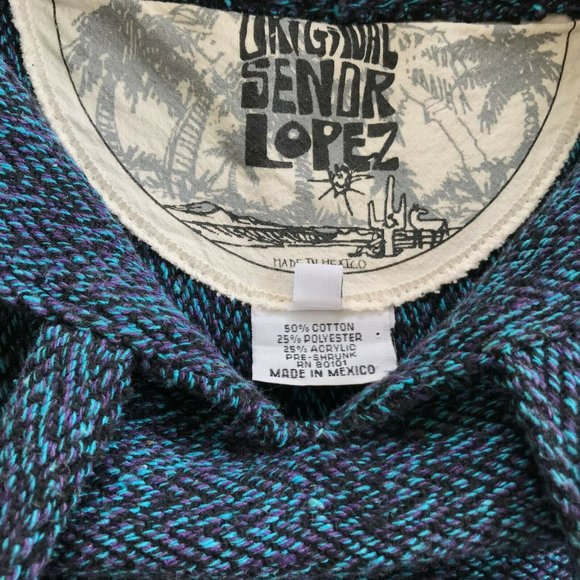 ORIGINAL
SENOR
LOPEZ
MADE IN MEXICO
50% COTTON
25% POLYESTER
25% ACRYLIC
PRE-SHRUNK
RN 80101
MADE IN MEXICO